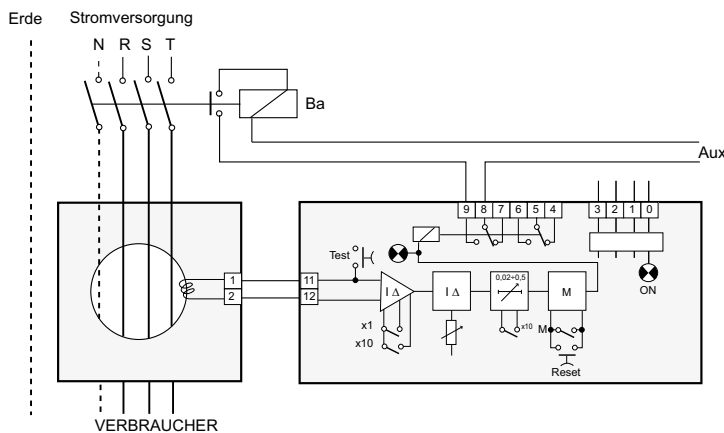 Erde
Stromversorgung
N R S T
Ba
Aux
9 8 7 6 5 4
3 2 1 0
Test
1
2
11
12
I Δ
I Δ
0,02÷0,5
M
ON
x1
x10
x10
M
Reset
VERBRAUCHER